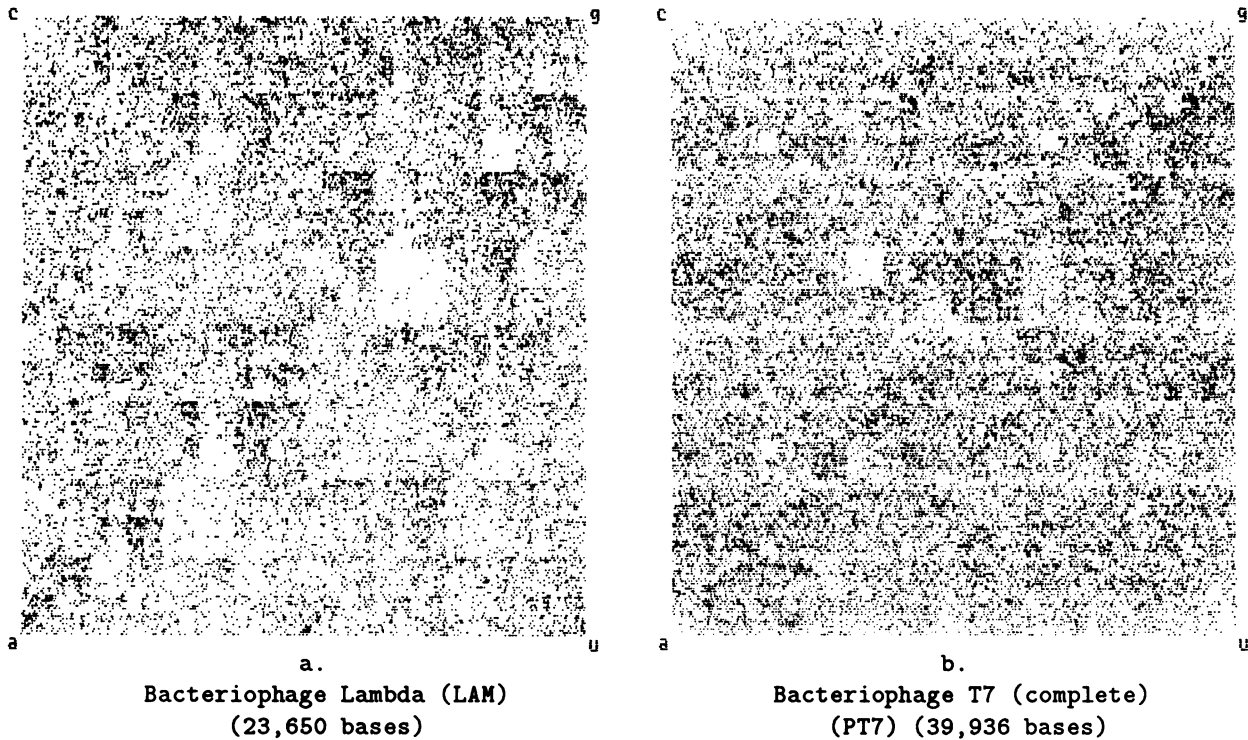 c g c g
a u a u
a. b.
Bacteriophage Lambda (LAM) Bacteriophage T7 (complete)
(23,650 bases) (PT7) (39,936 bases)